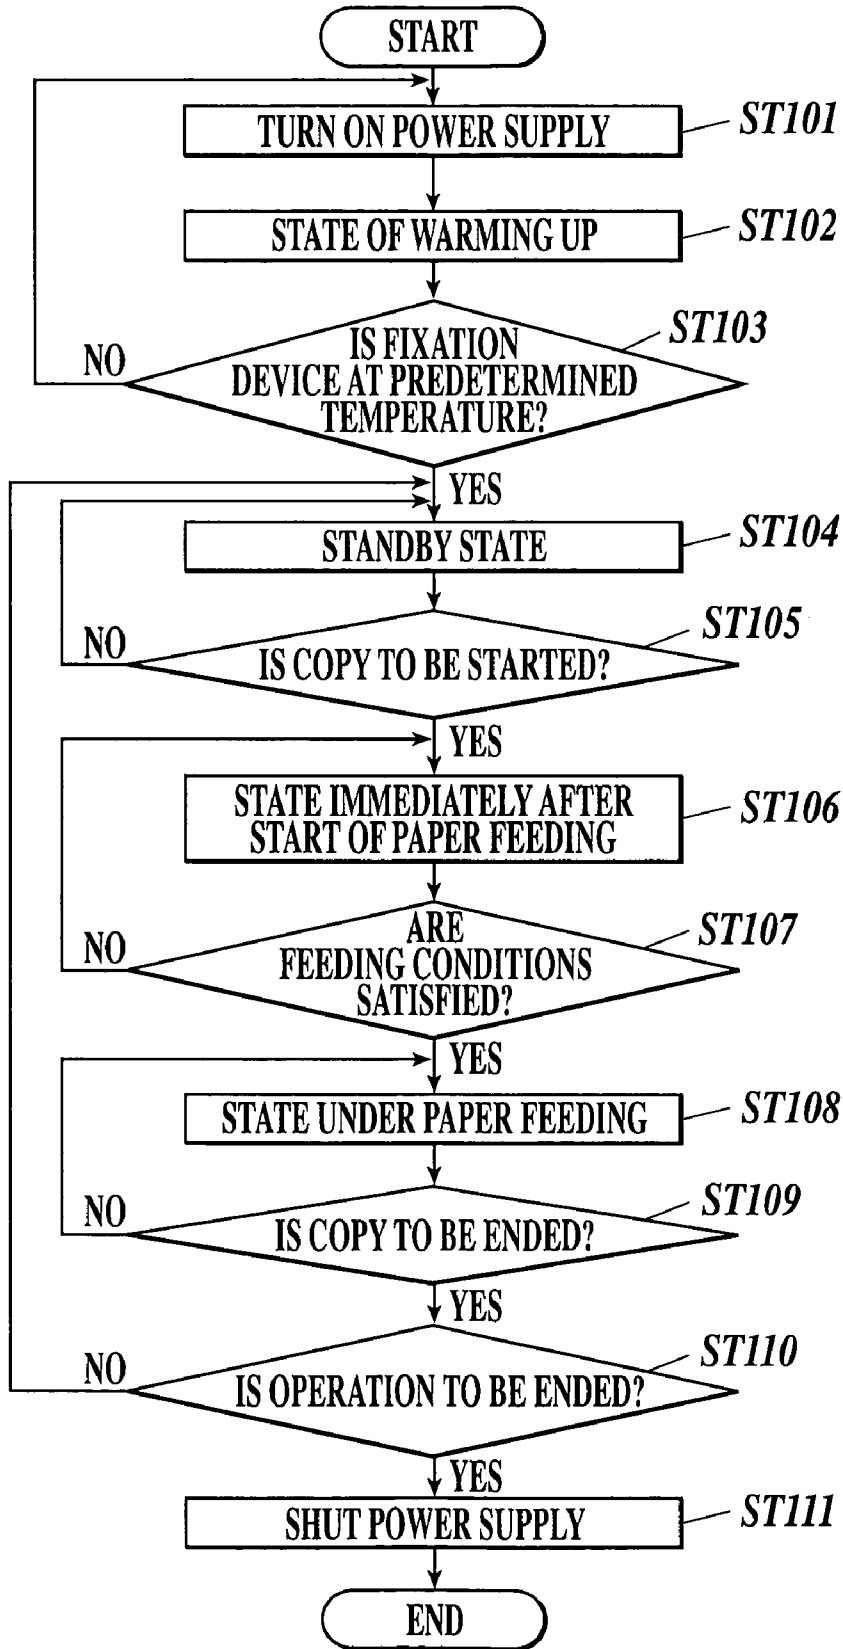 START
TURN ON POWER SUPPLY
ST101
STATE OF WARMING UP
ST102
IS FIXATION
DEVICE AT PREDETERMINED
TEMPERATURE?
ST103
NO
YES
STANDBY STATE
ST104
IS COPY TO BE STARTED?
ST105
NO
YES
STATE IMMEDIATELY AFTER
START OF PAPER FEEDING
ST106
ARE
FEEDING CONDITIONS
SATISFIED?
ST107
NO
YES
STATE UNDER PAPER FEEDING
ST108
IS COPY TO BE ENDED?
ST109
NO
YES
IS OPERATION TO BE ENDED?
ST110
NO
YES
SHUT POWER SUPPLY
ST111
END